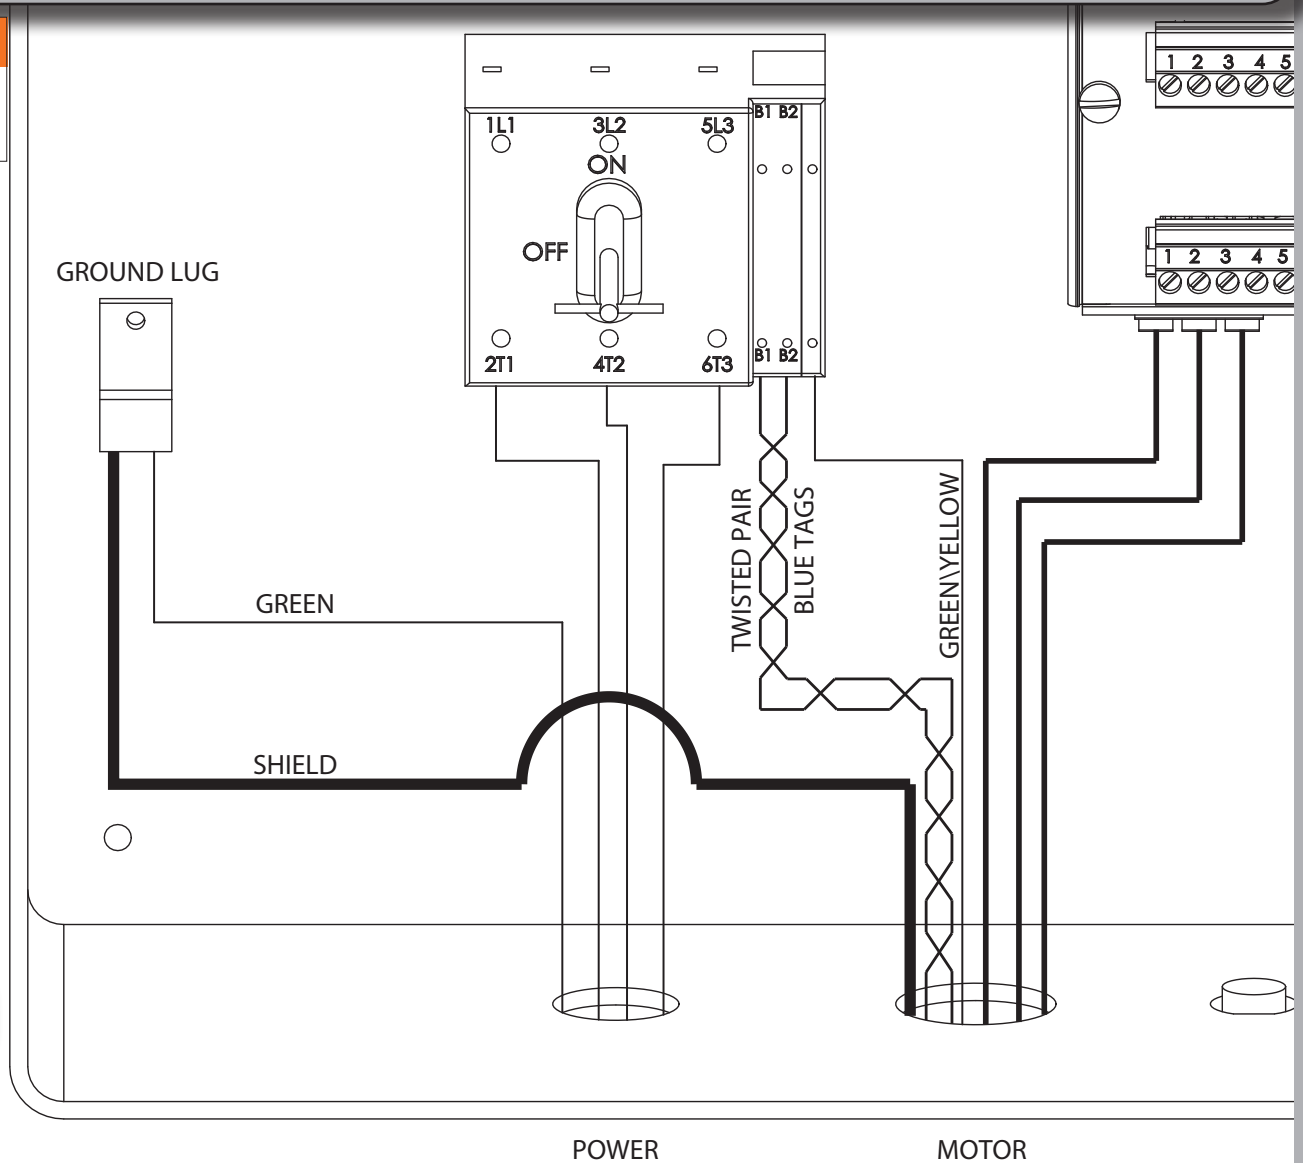 1 2 3 4 5
B1 B2
1L1 3L2 5L3
ON
OFF
1 2 3 4 5
GROUND LUG
B1 B2
2T1 4T2 6T3
TWISTED PAIR
BLUE TAGS
GREEN\YELLOW
GREEN
SHIELD
POWER MOTOR